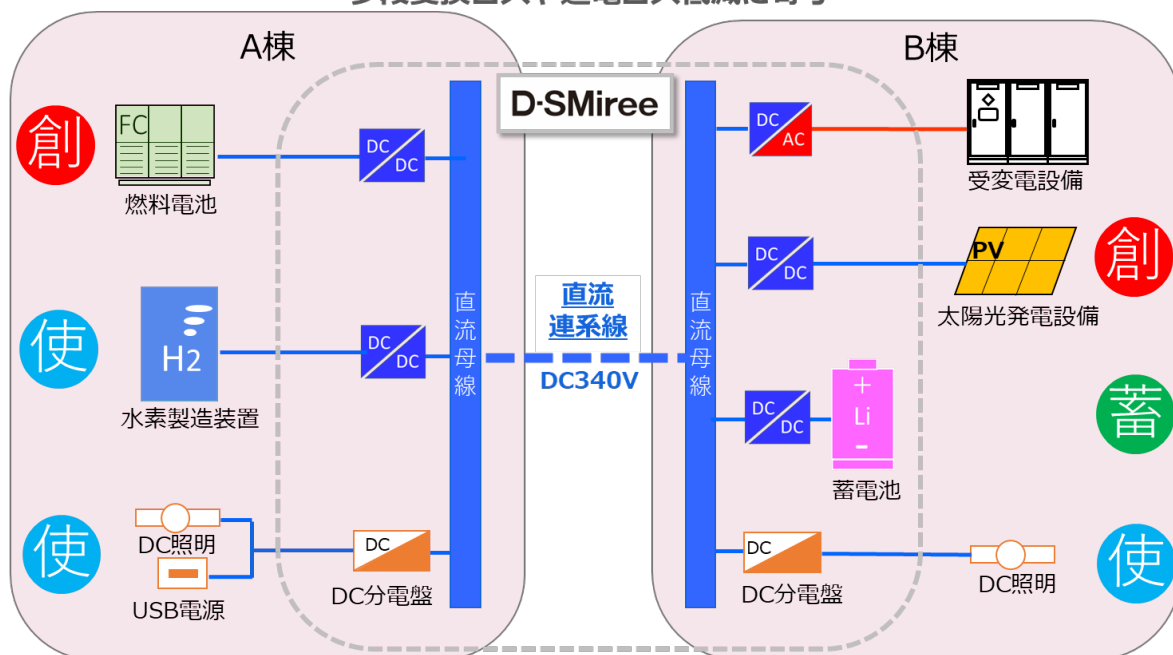 A棟
B棟
D-SMiree
創
FC
燃料電池
DC
DC
DC
AC
受変電設備
DC
DC
PV
太陽光発電設備
創
使
H2
水素製造装置
DC
DC
直流母線
直流
連系線
DC340V
直流母線
DC
DC
+
Li
-
蓄電池
蓄
使
DC照明
USB電源
DC
DC分電盤
DC
DC分電盤
DC照明
使